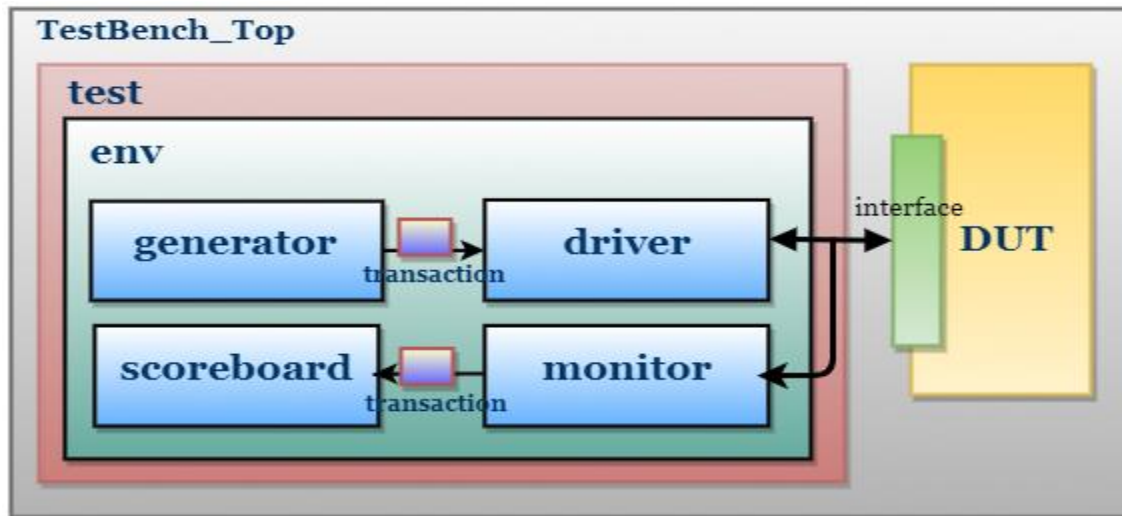 TestBench_Top
test
env
generator
transaction
driver
interface
DUT
scoreboard
transaction
monitor